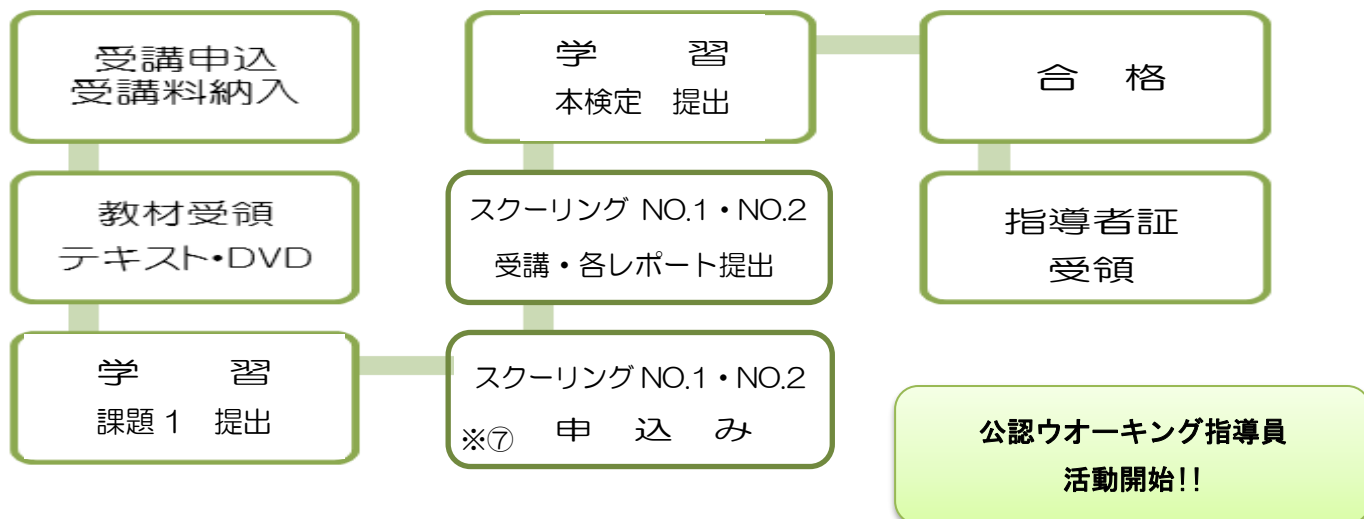 受講申込
受講料納入
教材受領
テキスト・DVD
学　習
課題1　提出
スクーリングNO.1・NO.2
※⑦　申　込　み
スクーリング NO.1・NO.2
受講・各レポート提出
学　習
本検定　提出
合　格
指導者証
受領
公認ウオーキング指導員
活動開始!!